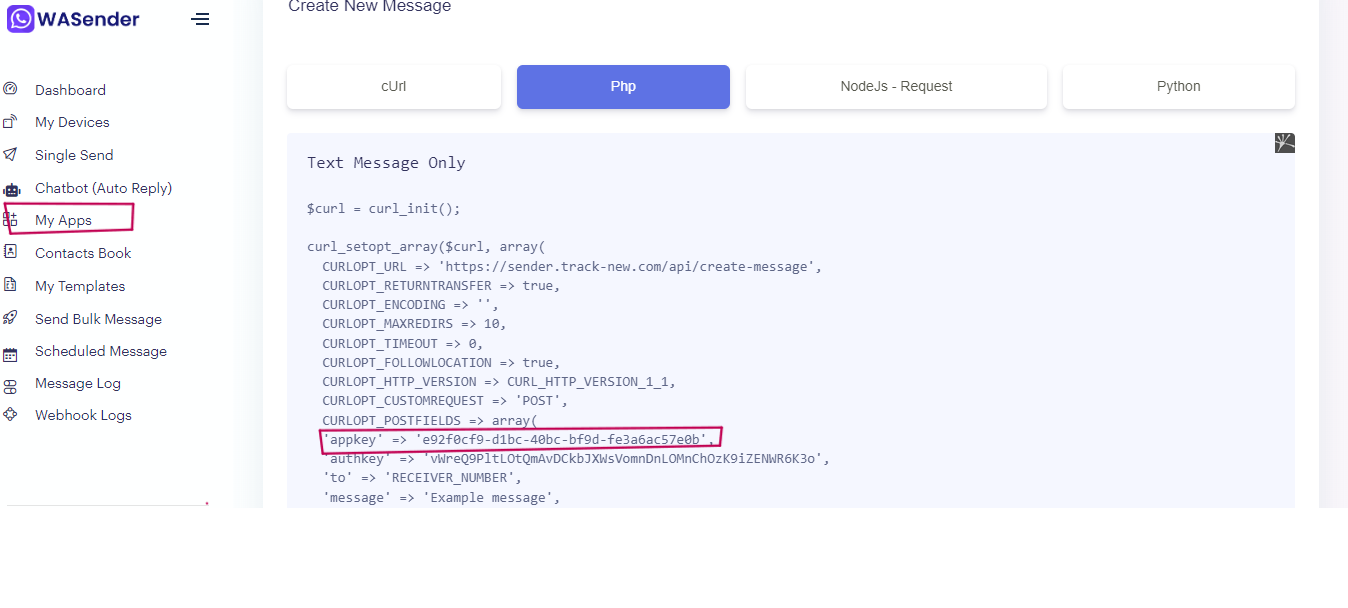 WASender
Dashboard
My Devices
Single Send
Chatbot (Auto Reply)
My Apps
Contacts Book
My Templates
Send Bulk Message
Scheduled Message
Message Log
Webhook Logs
Create New Message
cUrl
Php
NodeJs - Request
Python
Text Message Only
$curl = curl_init();
curl_setopt_array($curl, array(
CURLOPT_URL => 'https://sender.track-new.com/api/create-message',
CURLOPT_RETURNTRANSFER => true,
CURLOPT_ENCODING => '',
CURLOPT_MAXREDIRS => 10,
CURLOPT_TIMEOUT => 0,
CURLOPT_FOLLOWLOCATION => true,
CURLOPT_HTTP_VERSION => CURL_HTTP_VERSION_1_1,
CURLOPT_CUSTOMREQUEST => 'POST',
CURLOPT_POSTFIELDS => array(
'appkey' => 'e92f0cf9-d1bc-40bc-bf9d-fe3a6ac57e0b',
'authkey' => 'vWreQ9PltLOtQmAvDCkbJXWsVomnDnLOMnChOzK9iZENWR6K3o',
'to' => 'RECEIVER_NUMBER',
'message' => 'Example message',